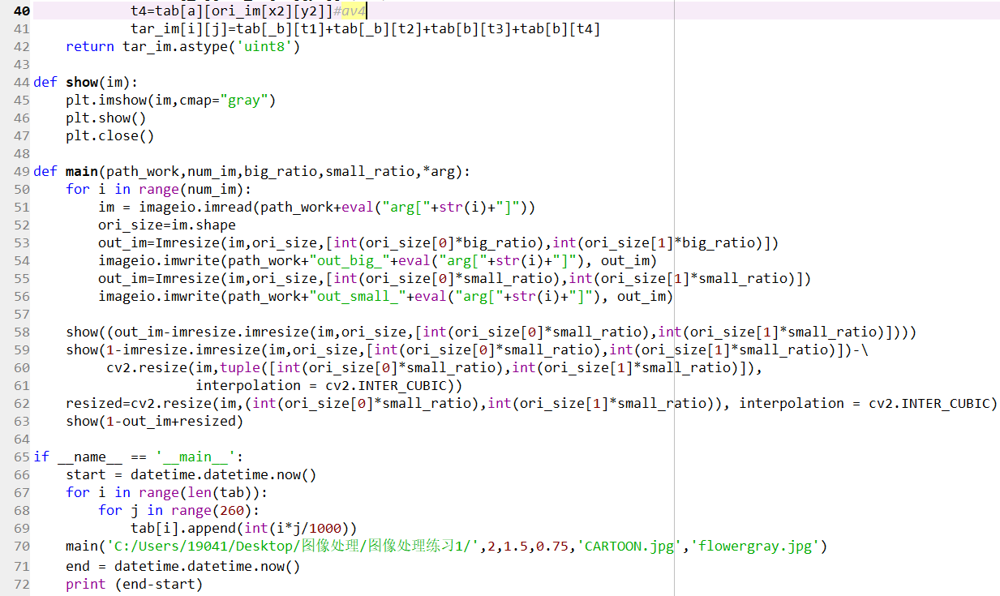 40 t4=tab[a][ori_im[x2][y2]]#av4
41 tar_im[i][j]=tab[_b][t1]+tab[_b][t2]+tab[b][t3]+tab[b][t4]
42 return tar_im.astype('uint8')
43
44 def show(im):
45 plt.imshow(im,cmap="gray")
46 plt.show()
47 plt.close()
48
49 def main(path_work,num_im,big_ratio,small_ratio,*arg):
50 for i in range(num_im):
51 im = imageio.imread(path_work+eval("arg["+str(i)+"]"))
52 ori_size=im.shape
53 out_im=Imresize(im,ori_size,[int(ori_size[0]*big_ratio),int(ori_size[1]*big_ratio)])
54 imageio.imwrite(path_work+"out_big_"+eval("arg["+str(i)+"]"), out_im)
55 out_im=Imresize(im,ori_size,[int(ori_size[0]*small_ratio),int(ori_size[1]*small_ratio)])
56 imageio.imwrite(path_work+"out_small_"+eval("arg["+str(i)+"]"), out_im)
57
58 show((out_im-imresize.imresize(im,ori_size,[int(ori_size[0]*small_ratio),int(ori_size[1]*small_ratio)])))
59 show(1-imresize.imresize(im,ori_size,[int(ori_size[0]*small_ratio),int(ori_size[1]*small_ratio)])-\
60 cv2.resize(im,tuple([int(ori_size[0]*small_ratio),int(ori_size[1]*small_ratio)]),
61 interpolation = cv2.INTER_CUBIC))
62 resized=cv2.resize(im,(int(ori_size[0]*small_ratio),int(ori_size[1]*small_ratio)), interpolation = cv2.INTER_CUBIC)
63 show(1-out_im+resized)
64
65 if __name__ == '__main__':
66 start = datetime.datetime.now()
67 for i in range(len(tab)):
68 for j in range(260):
69 tab[i].append(int(i*j/1000))
70 main('C:/Users/19041/Desktop/图像处理/图像处理练习1/',2,1.5,0.75,'CARTOON.jpg','flowergray.jpg')
71 end = datetime.datetime.now()
72 print (end-start)